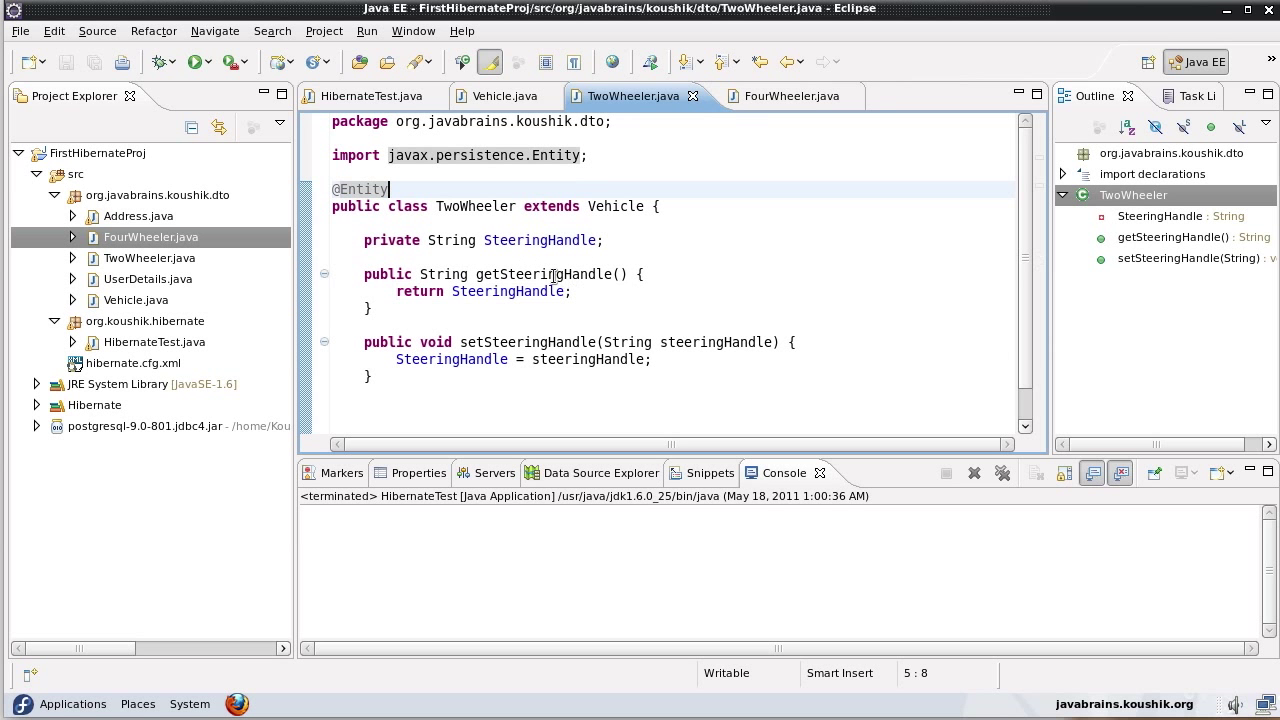 Java EE - FirstHibernateProj/src/org/javabrains/koushik/dto/TwoWheeler.java - Eclipse
File Edit Source Refactor Navigate Search Project Run Window Help
Java EE
Project Explorer
FirstHibernateProj
src
org.javabrains.koushik.dto
Address.java
FourWheeler.java
TwoWheeler.java
UserDetails.java
Vehicle.java
org.koushik.hibernate
HibernateTest.java
hibernate.cfg.xml
JRE System Library [JavaSE-1.6]
Hibernate
postgresql-9.0-801.jdbc4.jar - /home/Kou
HibernateTest.java Vehicle.java TwoWheeler.java FourWheeler.java
package org.javabrains.koushik.dto;
import javax.persistence.Entity;
@Entity
public class TwoWheeler extends Vehicle {
private String SteeringHandle;
public String getSteeringHandle() {
return SteeringHandle;
}
public void setSteeringHandle(String steeringHandle) {
SteeringHandle = steeringHandle;
}
Outline Task Li
org.javabrains.koushik.dto
import declarations
TwoWheeler
SteeringHandle : String
getSteeringHandle() : String
setSteeringHandle(String) : v
Markers Properties Servers Data Source Explorer Snippets Console
<terminated> HibernateTest [Java Application] /usr/java/jdk1.6.0_25/bin/java (May 18, 2011 1:00:36 AM)
Writable Smart Insert 5 : 8
Applications Places System javabrains.koushik.org